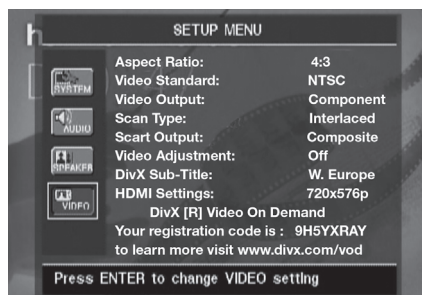 h
SETUP MENU
SYSTEM
AUDIO
SPEAKER
VIDEO
Aspect Ratio: 4:3
Video Standard: NTSC
Video Output: Component
Scan Type: Interlaced
Scart Output: Composite
Video Adjustment: Off
DivX Sub-Title: W. Europe
HDMI Settings: 720x576p
DivX [R] Video On Demand
Your registration code is : 9H5YXRAY
to learn more visit www.divx.com/vod
Press ENTER to change VIDEO setting